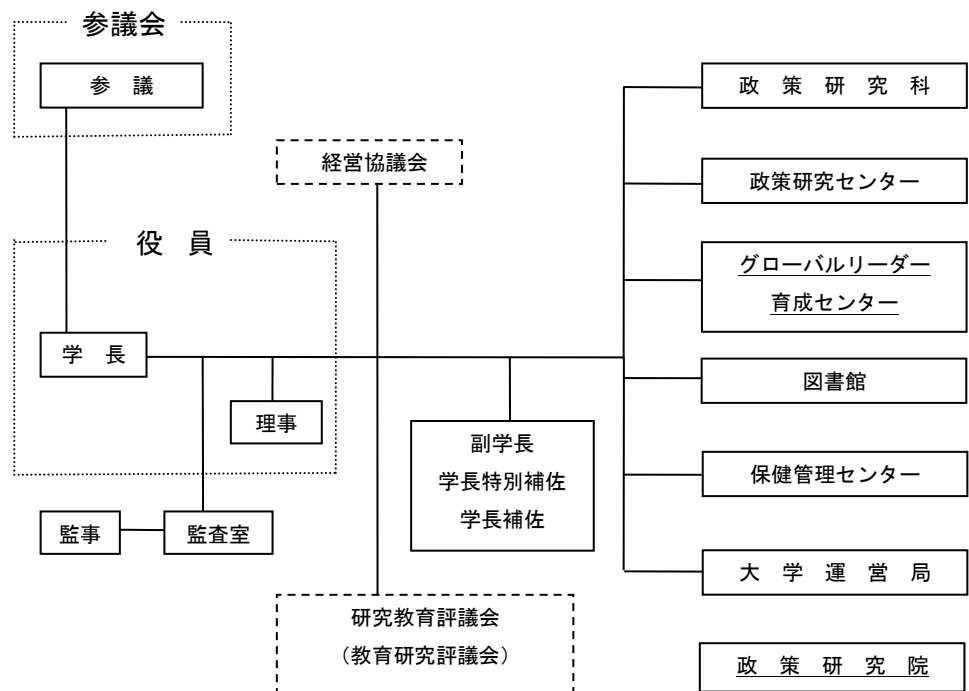 参議会
参　議
経営協議会
役　員
学　長
理事
監事
監査室
副学長
学長特別補佐
学長補佐
研究教育評議会
（教育研究評議会）
政　策　研　究　科
政策研究センター
グローバルリーダー
育成センター
図書館
保健管理センター
大　学　運　営　局
政　策　研　究　院